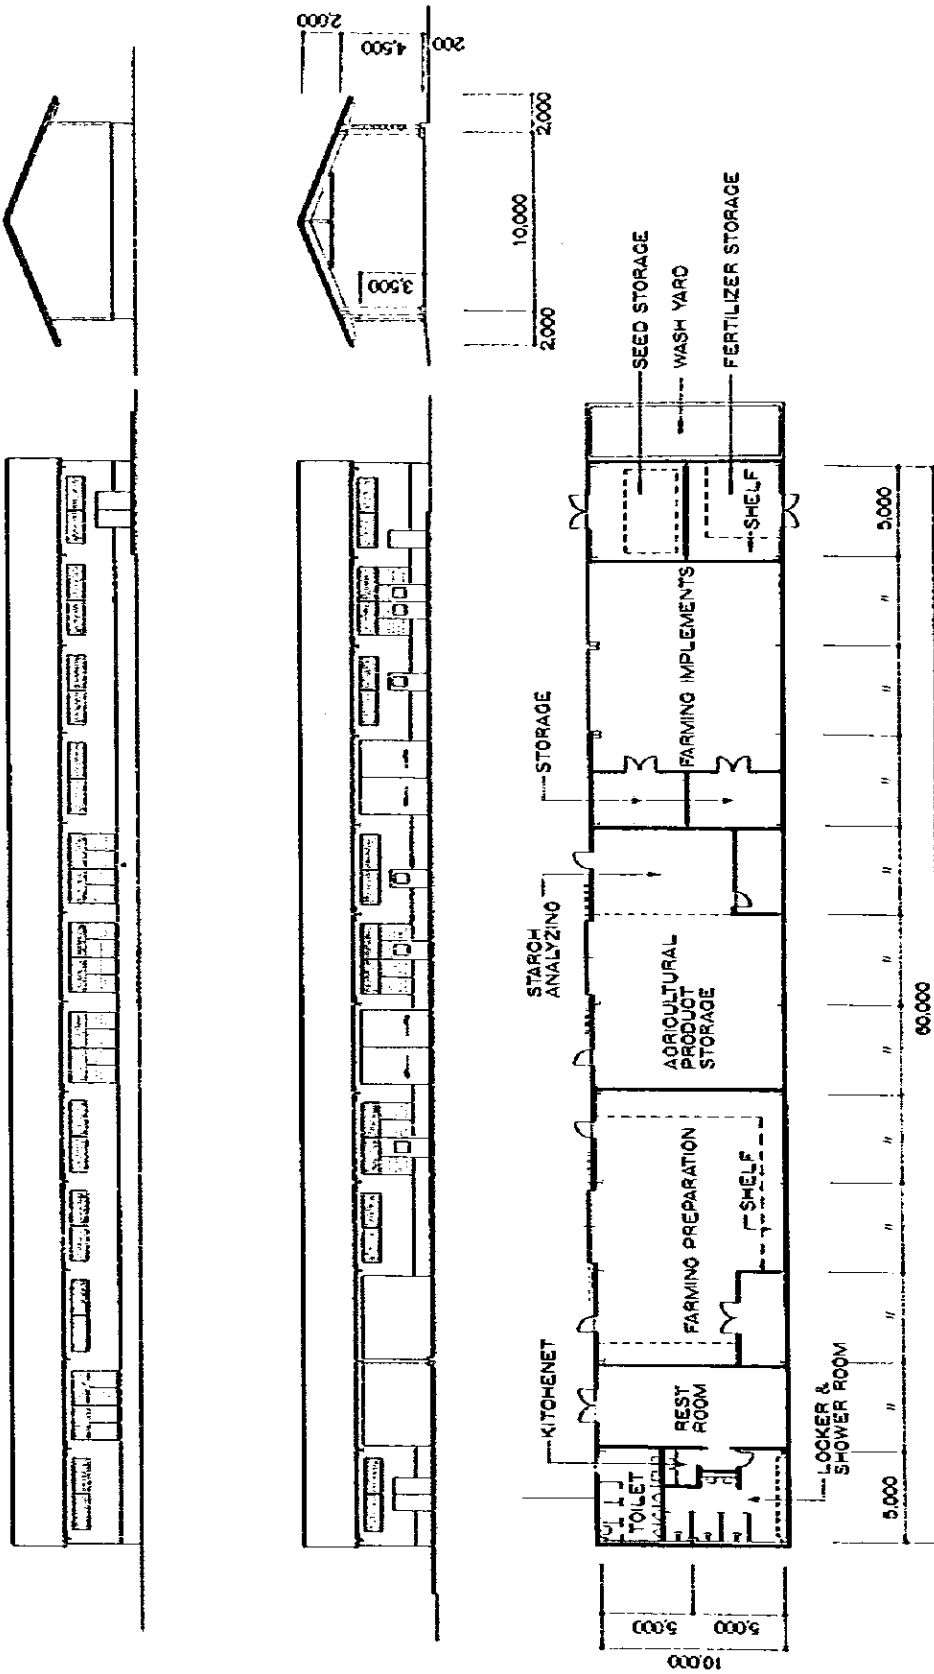 2,000
4,500
200
3,500
2,000
10,000
2,000
STORAGE
STARCH
ANALYZING
KITCHENET
TOILET
REST
ROOM
FARMING PREPARATION
SHELF
AGRICULTURAL
PRODUCT
STORAGE
FARMING IMPLEMENTS
SHELF
SEED STORAGE
WASH YARD
FERTILIZER STORAGE
LOCKER &
SHOWER ROOM
5,000
5,000
10,000
5,000 〃 〃 〃 〃 〃 〃 〃 〃 〃 〃 5,000
60,000